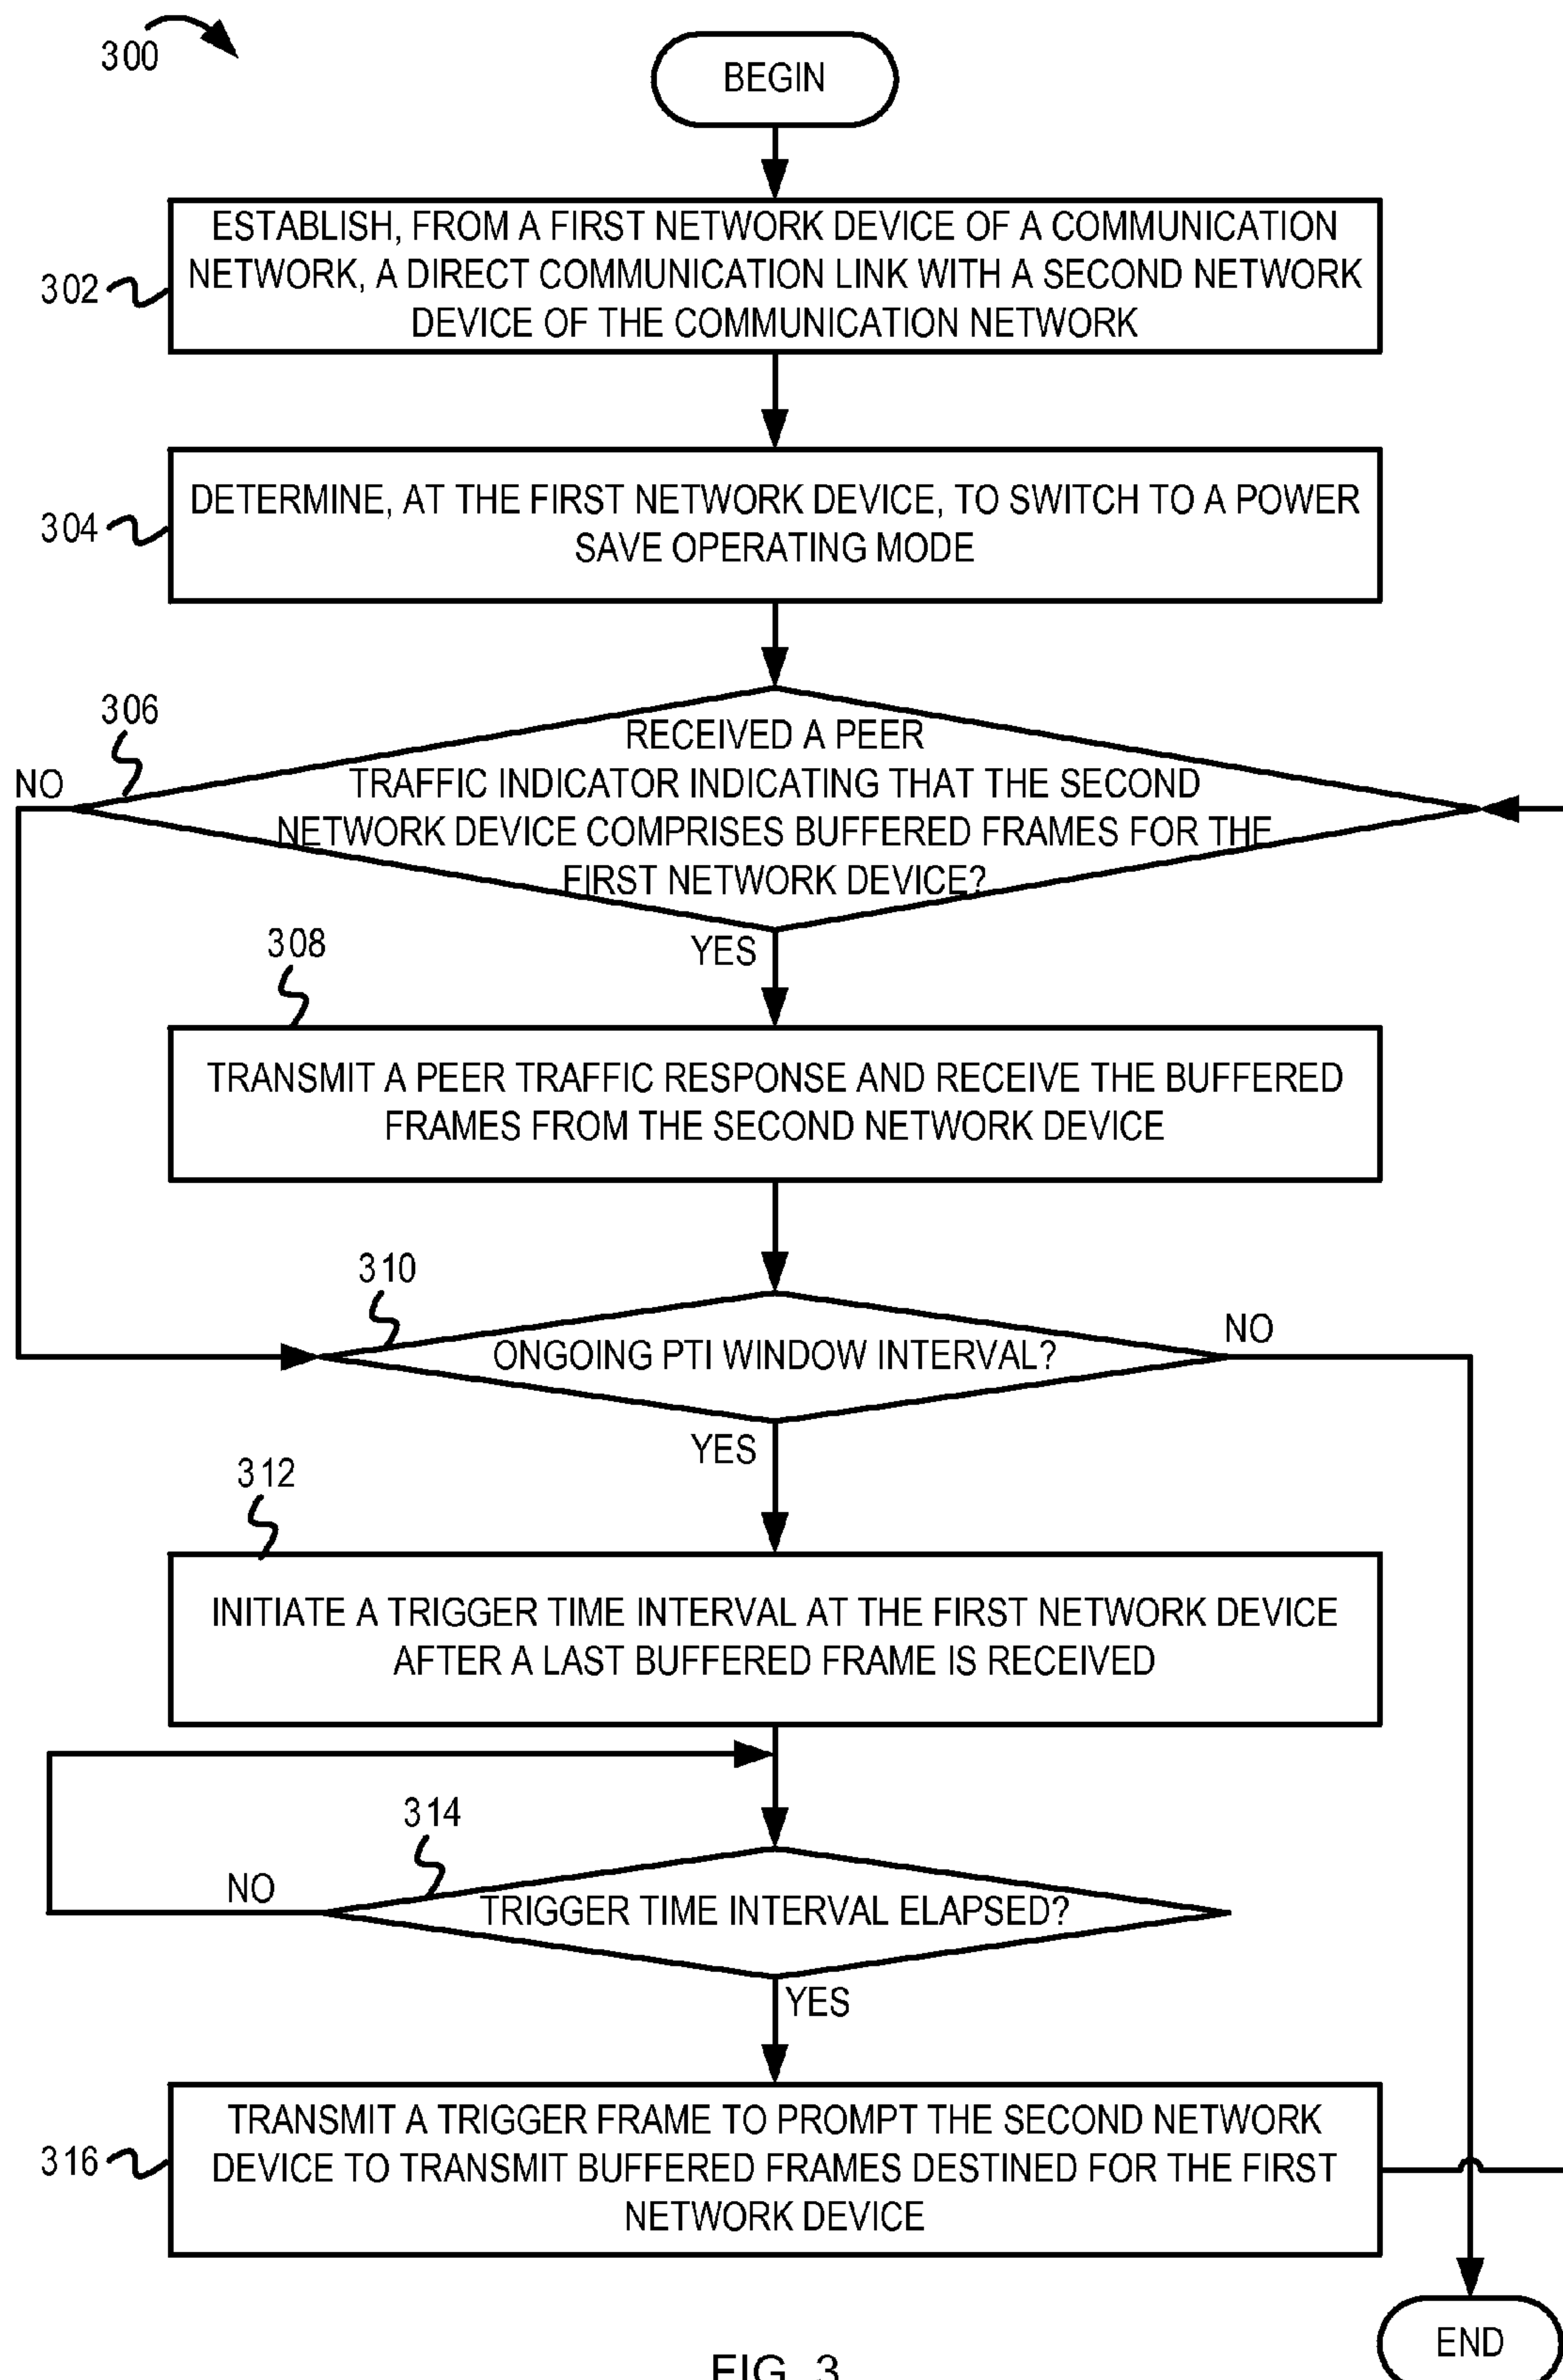 300
BEGIN
ESTABLISH, FROM A FIRST NETWORK DEVICE OF A COMMUNICATION
NETWORK, A DIRECT COMMUNICATION LINK WITH A SECOND NETWORK
DEVICE OF THE COMMUNICATION NETWORK
302
DETERMINE, AT THE FIRST NETWORK DEVICE, TO SWITCH TO A POWER
SAVE OPERATING MODE
304
306
NO
RECEIVED A PEER
TRAFFIC INDICATOR INDICATING THAT THE SECOND
NETWORK DEVICE COMPRISES BUFFERED FRAMES FOR THE
FIRST NETWORK DEVICE?
YES
308
TRANSMIT A PEER TRAFFIC RESPONSE AND RECEIVE THE BUFFERED
FRAMES FROM THE SECOND NETWORK DEVICE
310
ONGOING PTI WINDOW INTERVAL?
NO
YES
312
INITIATE A TRIGGER TIME INTERVAL AT THE FIRST NETWORK DEVICE
AFTER A LAST BUFFERED FRAME IS RECEIVED
314
NO
TRIGGER TIME INTERVAL ELAPSED?
YES
316
TRANSMIT A TRIGGER FRAME TO PROMPT THE SECOND NETWORK
DEVICE TO TRANSMIT BUFFERED FRAMES DESTINED FOR THE FIRST
NETWORK DEVICE
END
FIG. 3